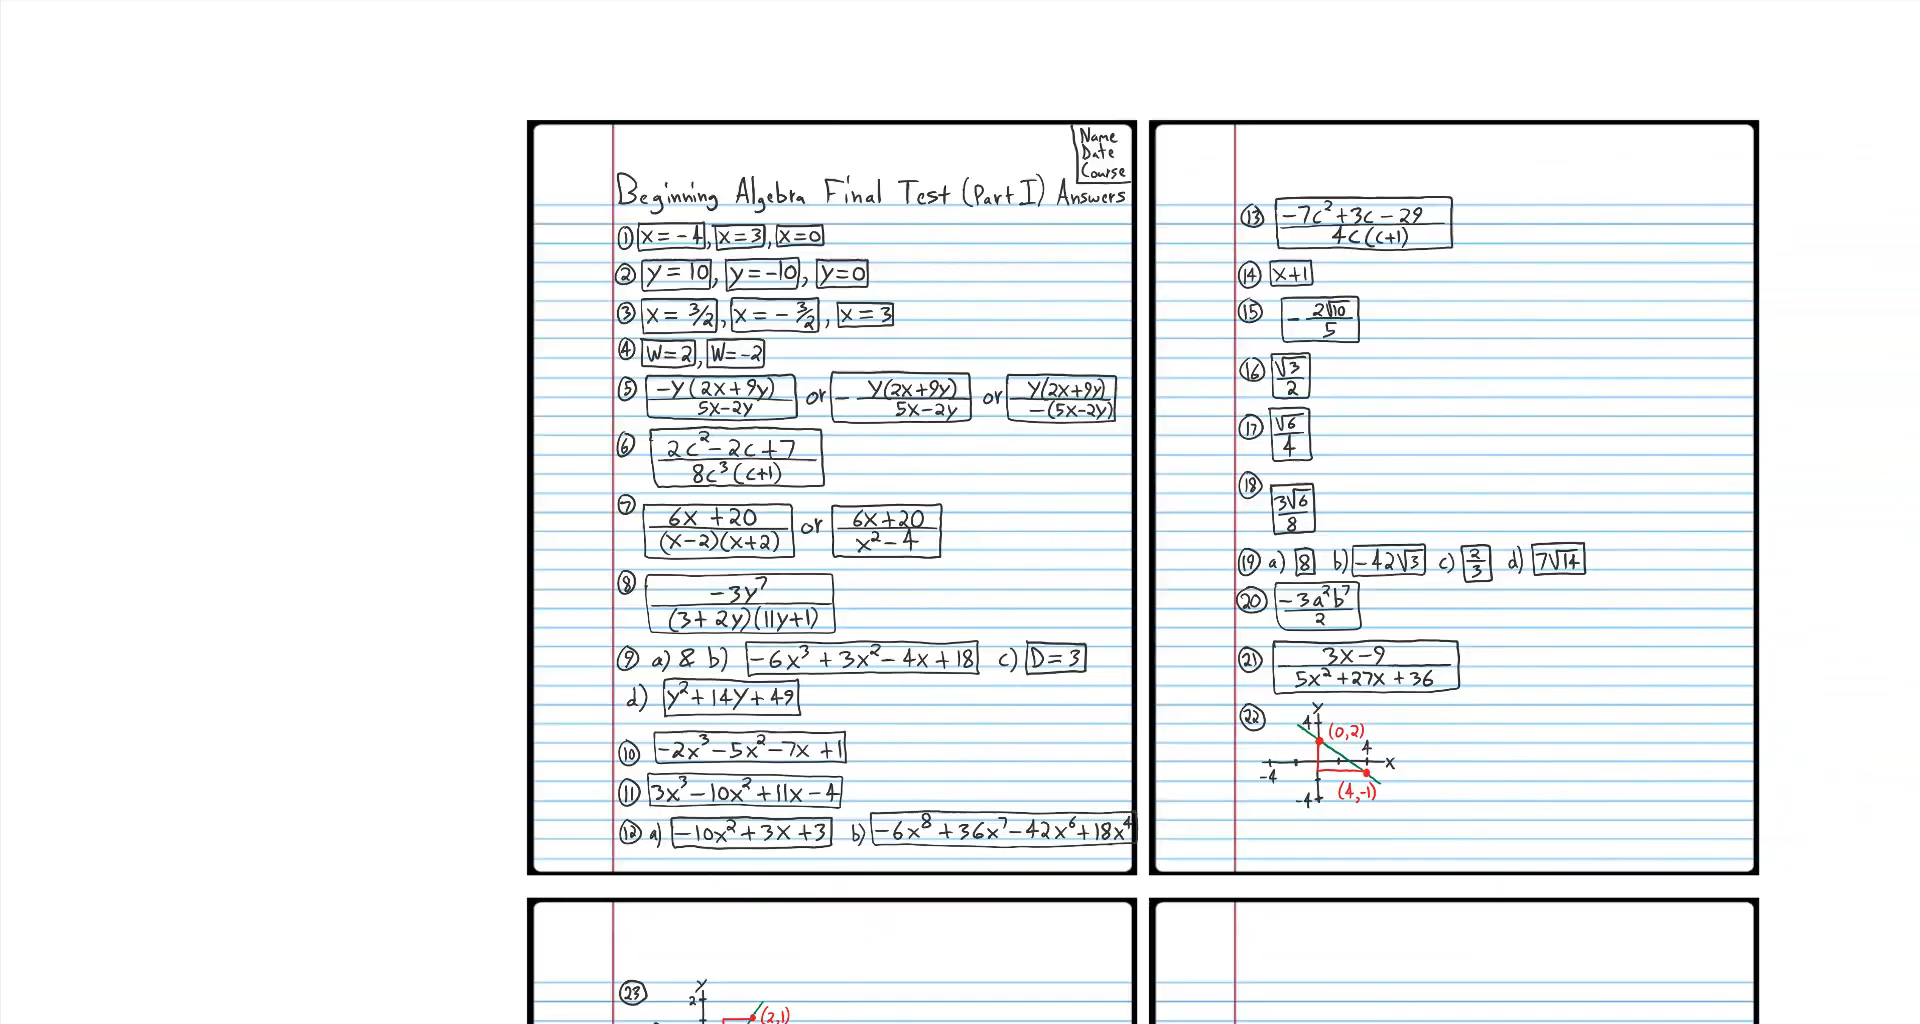 Name
Date
Course
Beginning Algebra Final Test (Part I) Answers
① x = -4, x = 3, x = 0
② y = 10, y = -10, y = 0
③ x = 3/2, x = - 3/2, x = 3
④ W = 2, W = -2
⑤ -y(2x+9y)/5x-2y or - y(2x+9y)/5x-2y or y(2x+9y)/-(5x-2y)
⑥ 2c² - 2c + 7/8c³(c+1)
⑦ 6x + 20/(x-2)(x+2) or 6x+20/x²-4
⑧ -3y⁷/(3+2y)(11y+1)
⑨ a) & b) -6x³ + 3x² - 4x + 18 c) D = 3
d) y² + 14y + 49
⑩ -2x³ - 5x² - 7x + 1
⑪ 3x³ - 10x² + 11x - 4
⑫ a) -10x² + 3x + 3 b) -6x⁸ + 36x⁷ - 42x⁶ + 18x⁴
⑬ -7c² + 3c - 29/4c(c+1)
⑭ x+1
⑮ - 2√10/5
⑯ √3/2
⑰ √6/4
⑱ 3√6/8
⑲ a) 8 b) -42√3 c) 2/3 d) 7√14
⑳ -3a²b⁷/2
㉑ 3x-9/5x²+27x+36
㉒ y
4
(0,2)
4
x
-4
(4,-1)
-4
㉓ y
2
(2,1)